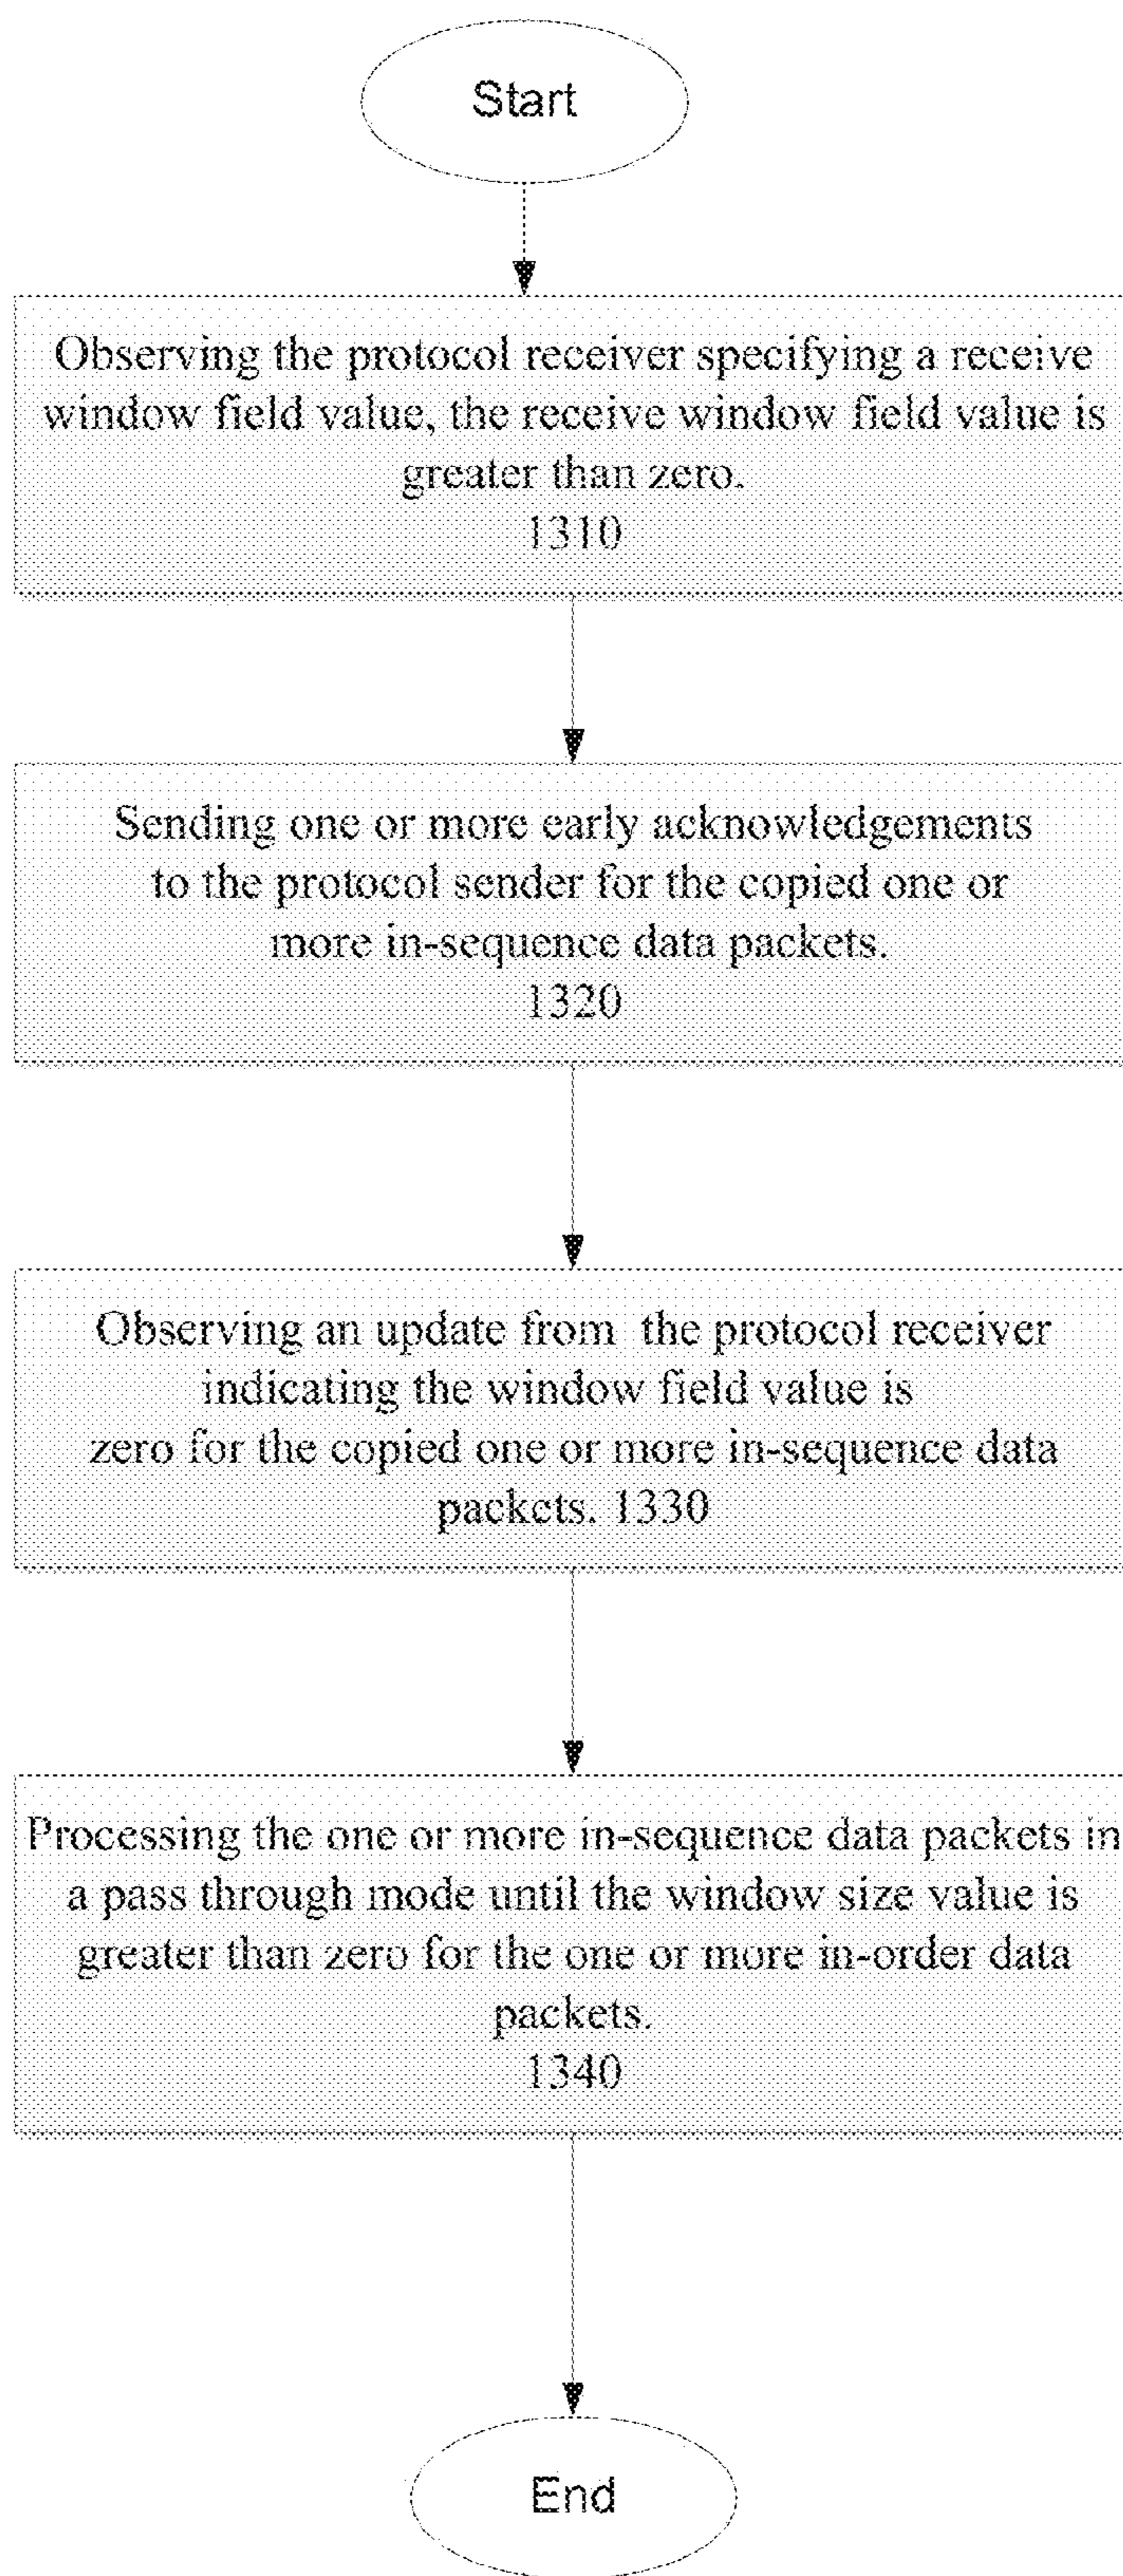 Start
Observing the protocol receiver specifying a receive
window field value, the receive window field value is
greater than zero.
1310
Sending one or more early acknowledgements
to the protocol sender for the copied one or
more in-sequence data packets.
1320
Observing an update from the protocol receiver
indicating the window field value is
zero for the copied one or more in-sequence data
packets. 1330
Processing the one or more in-sequence data packets in
a pass through mode until the window size value is
greater than zero for the one or more in-order data
packets.
1340
End